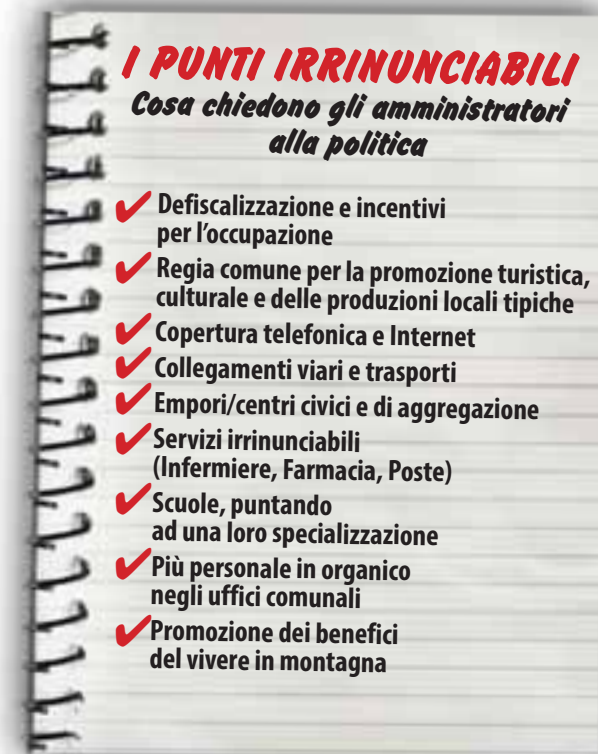 I PUNTI IRRINUNCIABILI
Cosa chiedono gli amministratori
alla politica
✔ Defiscalizzazione e incentivi
per l'occupazione
✔ Regia comune per la promozione turistica,
culturale e delle produzioni locali tipiche
✔ Copertura telefonica e Internet
✔ Collegamenti viari e trasporti
✔ Empori/centri civici e di aggregazione
✔ Servizi irrinunciabili
(Infermiere, Farmacia, Poste)
✔ Scuole, puntando
ad una loro specializzazione
✔ Più personale in organico
negli uffici comunali
✔ Promozione dei benefici
del vivere in montagna